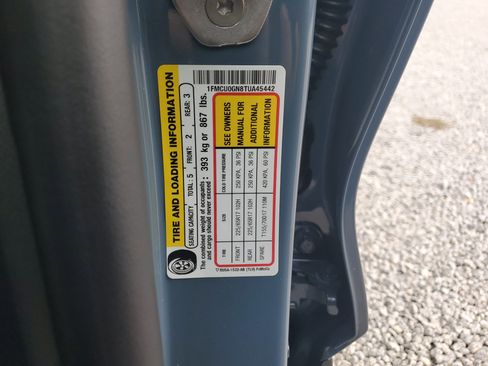 1FMCU0GN8TUA45442
TIRE AND LOADING INFORMATION
SEATING CAPACITY TOTAL: 5 FRONT: 2 REAR: 3
The combined weight of occupants
and cargo should never exceed: 393 kg or 867 lbs.
TIRE SIZE COLD TIRE PRESSURE
FRONT 225/65R17 102H 250 KPA, 36 PSI
REAR 225/65R17 102H 250 KPA, 36 PSI
SPARE T155/70D17 110M 420 KPA, 60 PSI
SEE OWNERS
MANUAL FOR
ADDITIONAL
INFORMATION